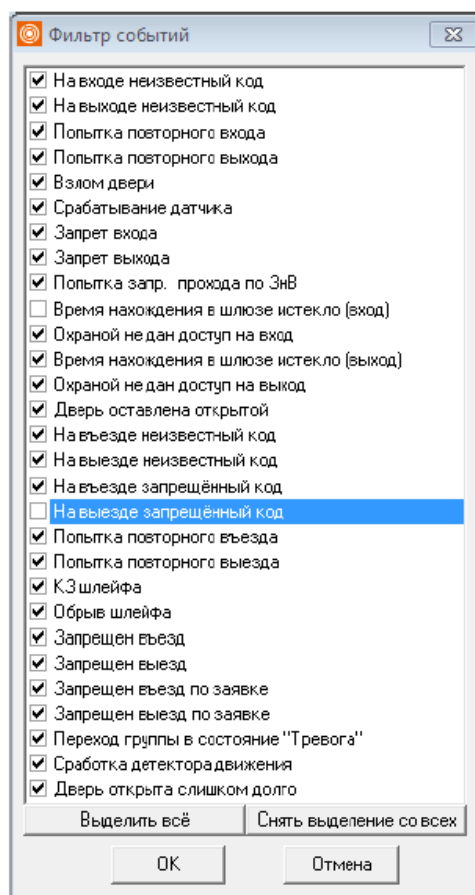 Фильтр событий
На входе неизвестный код
На выходе неизвестный код
Попытка повторного входа
Попытка повторного выхода
Взлом двери
Срабатывание датчика
Запрет входа
Запрет выхода
Попытка запр. прохода по ЗнВ
Время нахождения в шлюзе истекло (вход)
Охраной не дан доступ на вход
Время нахождения в шлюзе истекло (выход)
Охраной не дан доступ на выход
Дверь оставлена открытой
На въезде неизвестный код
На выезде неизвестный код
На въезде запрещённый код
На выезде запрещённый код
Попытка повторного въезда
Попытка повторного выезда
КЗ шлейфа
Обрыв шлейфа
Запрещен въезд
Запрещен выезд
Запрещен въезд по заявке
Запрещен выезд по заявке
Переход группы в состояние "Тревога"
Сработка детектора движения
Дверь открыта слишком долго
Выделить всё Снять выделение со всех
OK Отмена